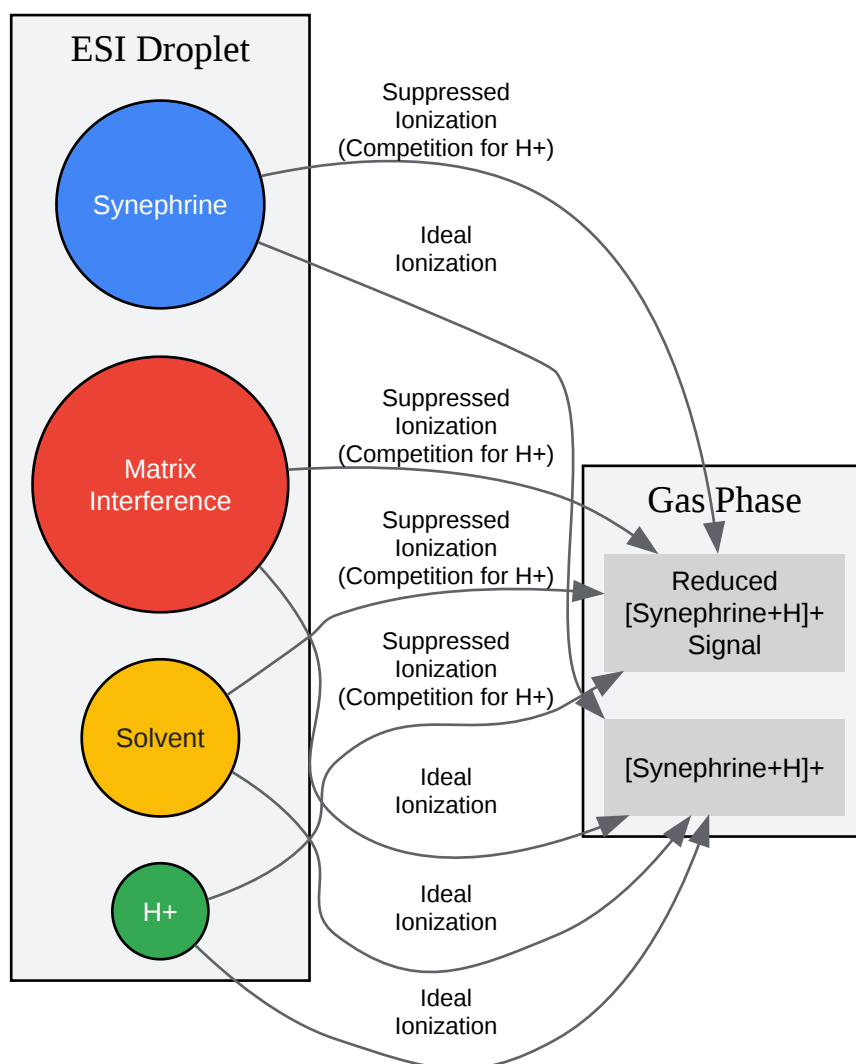 ESI Droplet
Synephrine
Matrix
Interference
Solvent
H+
Suppressed
Ionization
(Competition for H+)
Ideal
Ionization
Suppressed
Ionization
(Competition for H+)
Suppressed
Ionization
(Competition for H+)
Suppressed
Ionization
(Competition for H+)
Ideal
Ionization
Ideal
Ionization
Ideal
Ionization
Gas Phase
Reduced
[Synephrine+H]+
Signal
[Synephrine+H]+